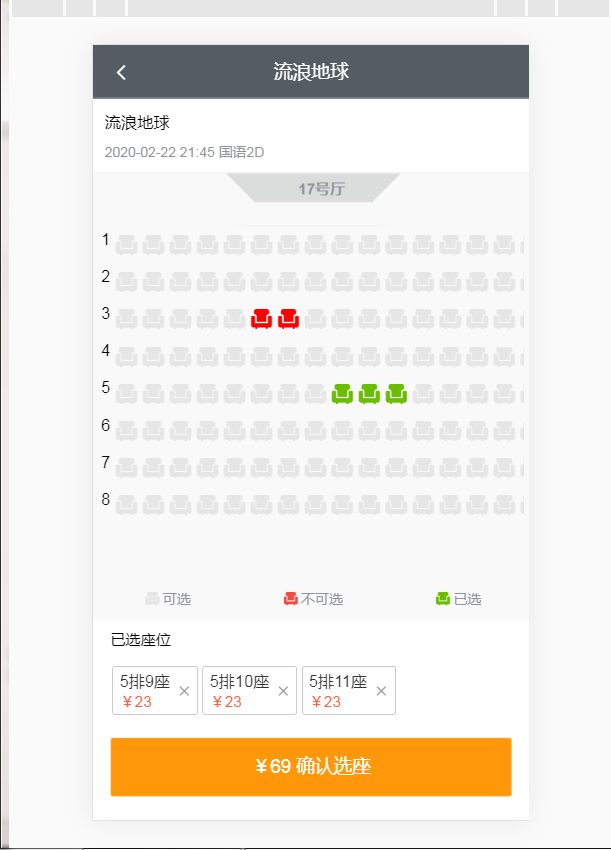 流浪地球
流浪地球
2020-02-22 21:45 国语2D
17号厅
1
2
3
4
5
6
7
8
可选 不可选 已选
已选座位
5排9座 5排10座 5排11座
￥23 ￥23 ￥23
￥69 确认选座